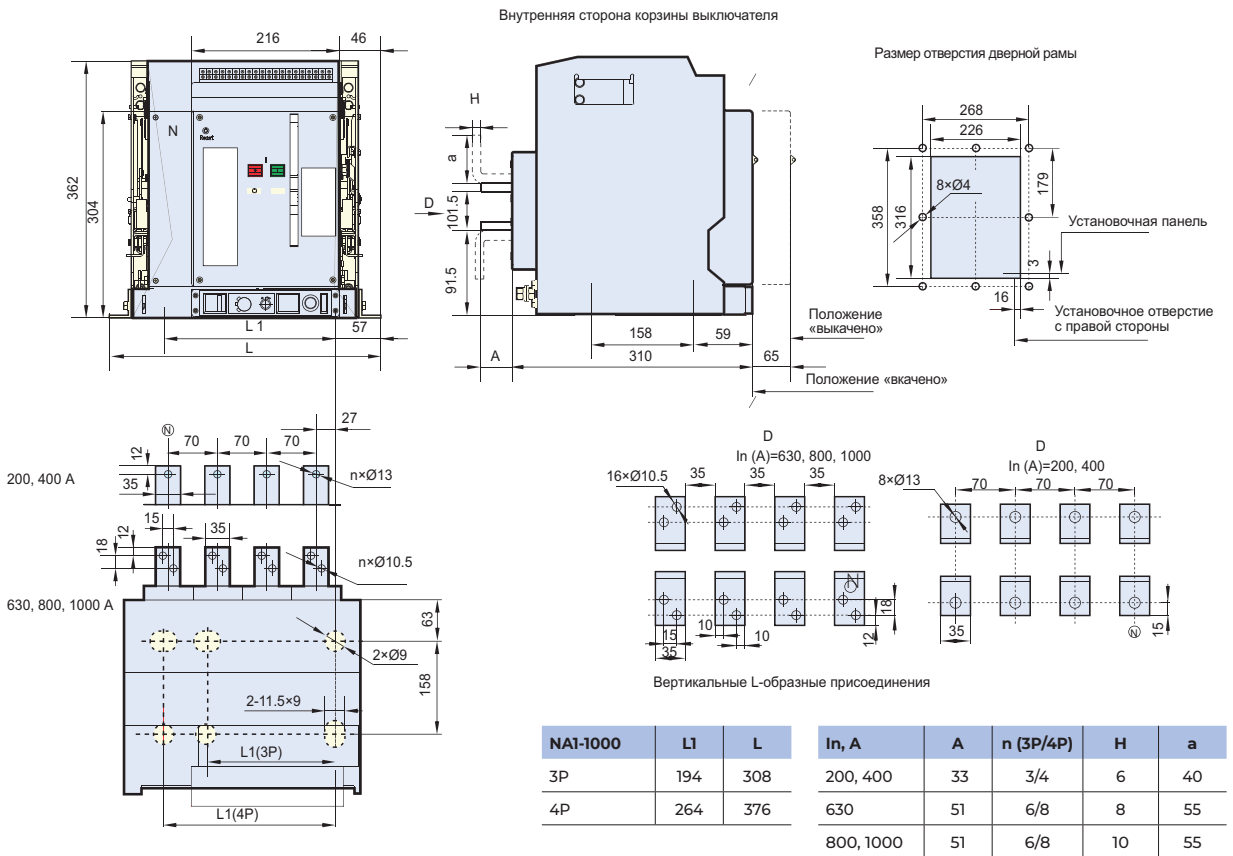 Внутренняя сторона корзины выключателя
216
46
362
304
N
Reset
L 1
57
L
H
a
D
101.5
91.5
158
59
A
310
65
Положение
«выкачено»
Положение «вкачено»
Размер отверстия дверной рамы
268
226
358
316
8×Ø4
179
3
16
Установочная панель
Установочное отверстие
с правой стороны
200, 400 А
N
70
70
70
27
12
35
n×Ø13
630, 800, 1000 А
15
35
12
18
n×Ø10.5
63
2×Ø9
158
2-11.5×9
L1(3P)
L1(4P)
D
In (A)=630, 800, 1000
16×Ø10.5
35
35
35
N
18
12
10
15
10
35
D
In (A)=200, 400
8×Ø13
70
70
70
35
N
15
Вертикальные L-образные присоединения
NA1-1000 L1 L
3P 194 308
4P 264 376
In, A A n (3P/4P) H a
200, 400 33 3/4 6 40
630 51 6/8 8 55
800, 1000 51 6/8 10 55